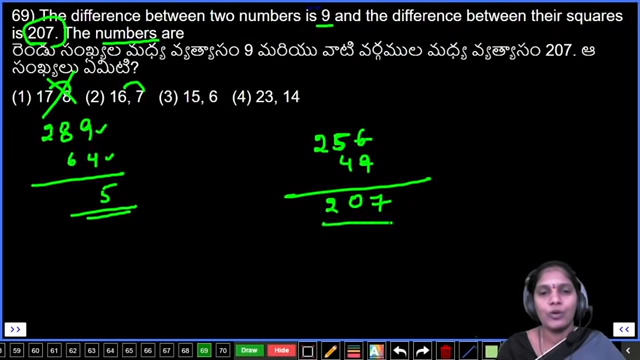 69) The difference between two numbers is 9 and the difference between their squares
is 207. The numbers are
రెండు సంఖ్యల మధ్య వ్యత్యాసం 9 మరియు వాటి వర్గముల మధ్య వ్యత్యాసం 207. ఆ
సంఖ్యలు ఏమిటి?
(1) 17, 8 (2) 16, 7 (3) 15, 6 (4) 23, 14
289
64
5
256
49
207
>> 59 60 61 62 63 64 65 66 67 68 69 70 Draw Hide >>